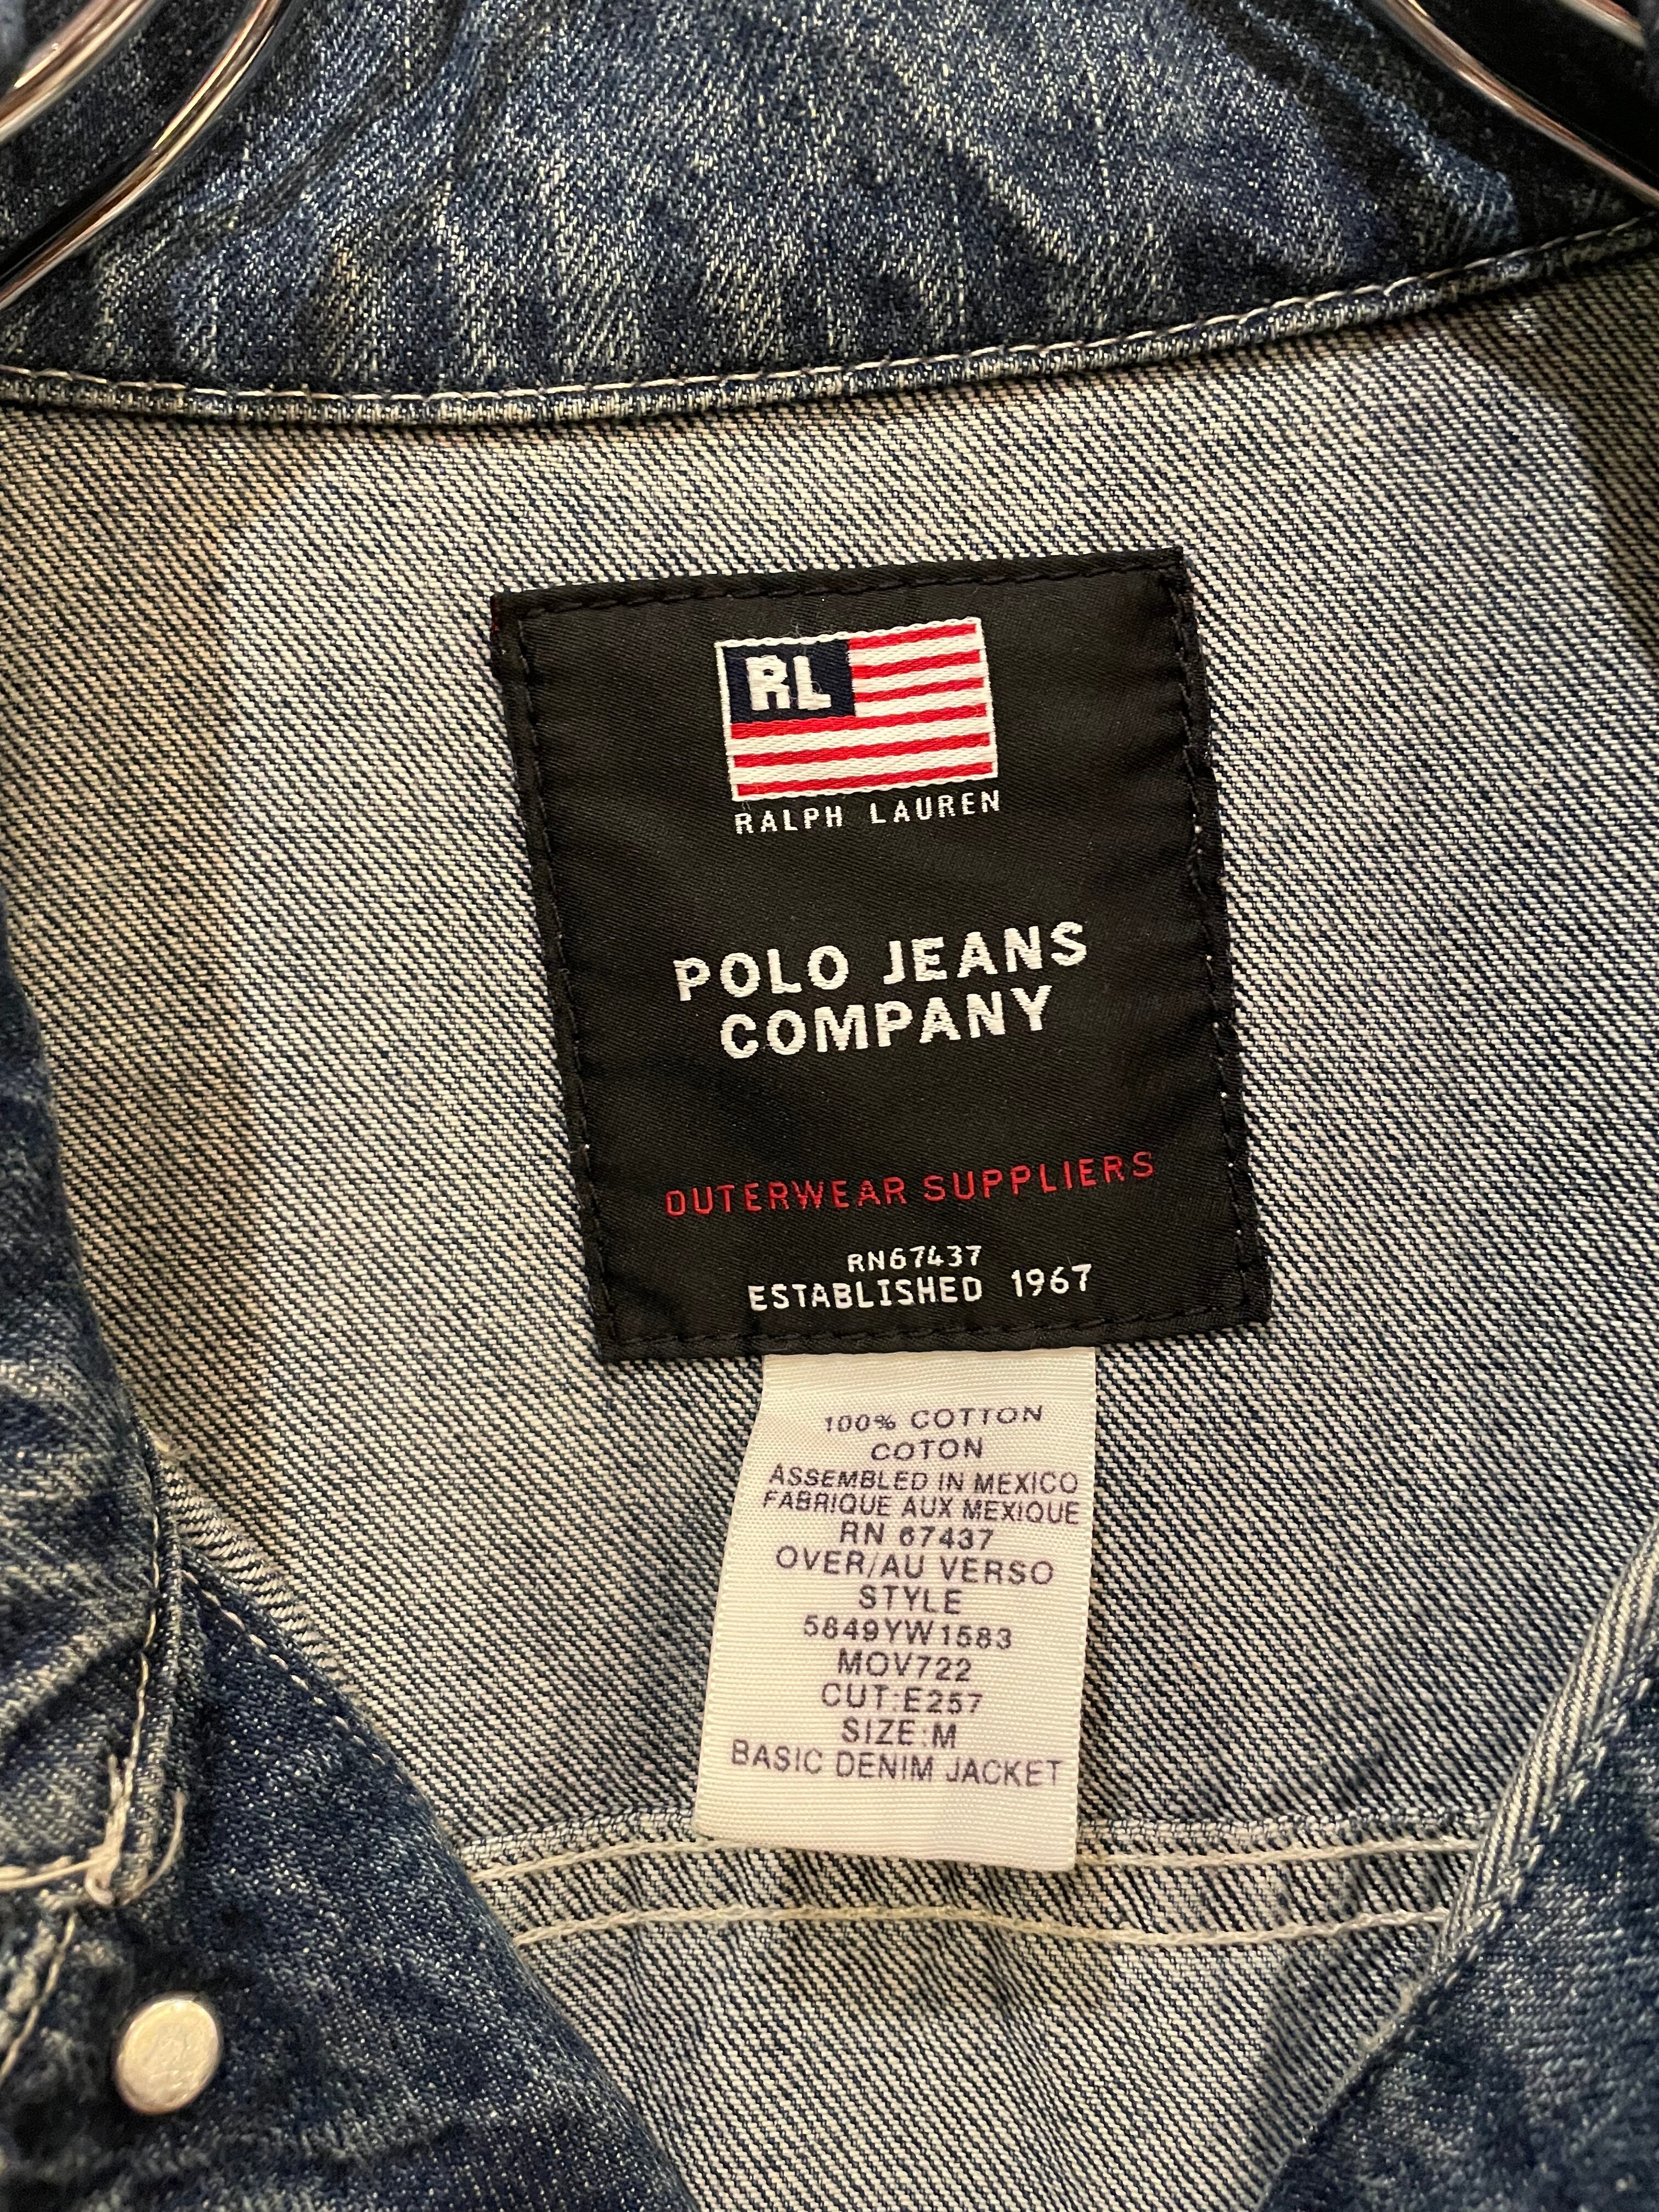 RL
RALPH LAUREN
POLO JEANS
COMPANY
OUTERWEAR SUPPLIERS
RN67437
ESTABLISHED 1967
100% COTTON
COTON
ASSEMBLED IN MEXICO
FABRIQUE AUX MEXIQUE
RN 67437
OVER/AU VERSO
STYLE
5849YW1583
MOV722
CUT:E257
SIZE:M
BASIC DENIM JACKET